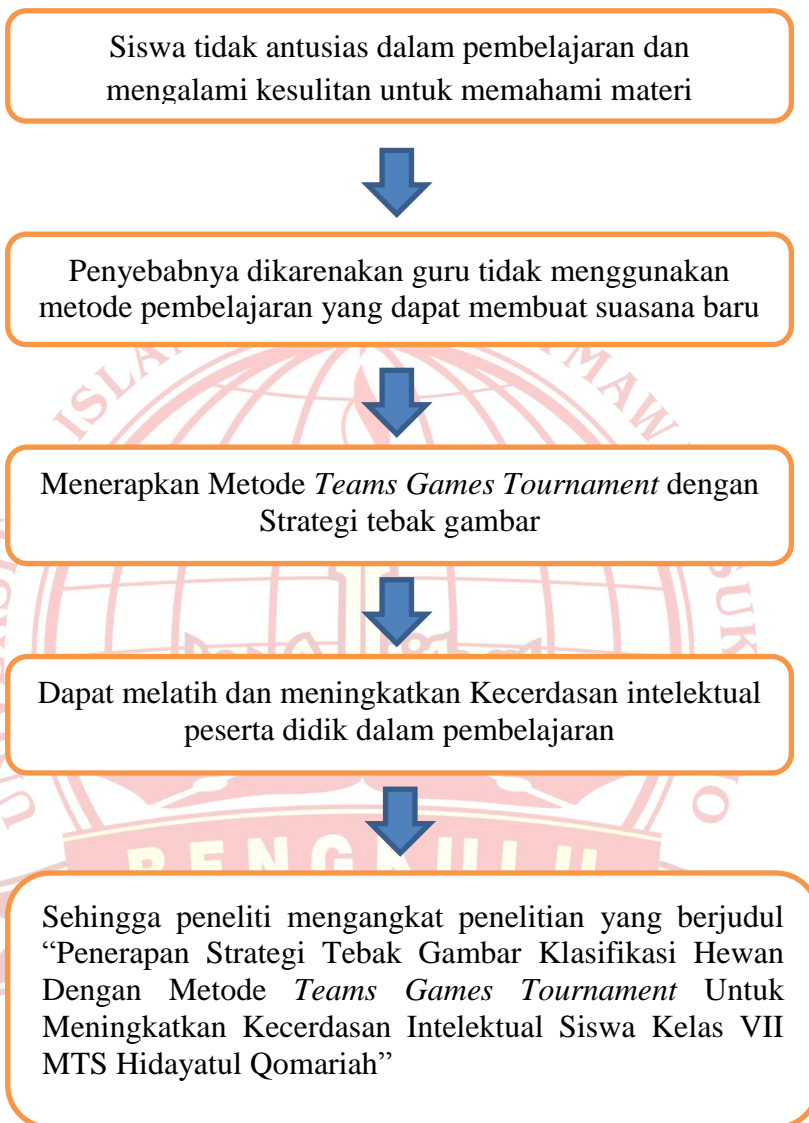 Siswa tidak antusias dalam pembelajaran dan
mengalami kesulitan untuk memahami materi
Penyebabnya dikarenakan guru tidak menggunakan
metode pembelajaran yang dapat membuat suasana baru
Menerapkan Metode Teams Games Tournament dengan
Strategi tebak gambar
Dapat melatih dan meningkatkan Kecerdasan intelektual
peserta didik dalam pembelajaran
BENGKULU
Sehingga peneliti mengangkat penelitian yang berjudul
“Penerapan Strategi Tebak Gambar Klasifikasi Hewan
Dengan Metode Teams Games Tournament Untuk
Meningkatkan Kecerdasan Intelektual Siswa Kelas VII
MTS Hidayatul Qomariah”